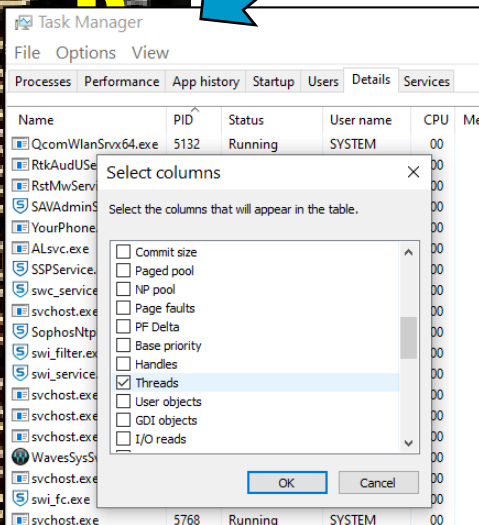 Task Manager
File Options View
Processes Performance App history Startup Users Details Services
Name PID Status User name CPU Me
QcomWlanSrvx64.exe 5132 Running SYSTEM 00
RtkAudUSe 00
RstMwServi 00
SAVAdminS 00
YourPhone. 00
ALsvc.exe 00
SSPService. 00
swc_service 00
svchost.exe 00
SophosNtp 00
swi_filter.ex 00
swi_service. 00
svchost.exe 00
svchost.exe 00
svchost.exe 00
WavesSysSv 00
svchost.exe 00
swi_fc.exe 00
svchost.exe 5768 Running SYSTEM 00
Select columns
Select the columns that will appear in the table.
Commit size
Paged pool
NP pool
Page faults
PF Delta
Base priority
Handles
Threads
User objects
GDI objects
I/O reads
OK Cancel